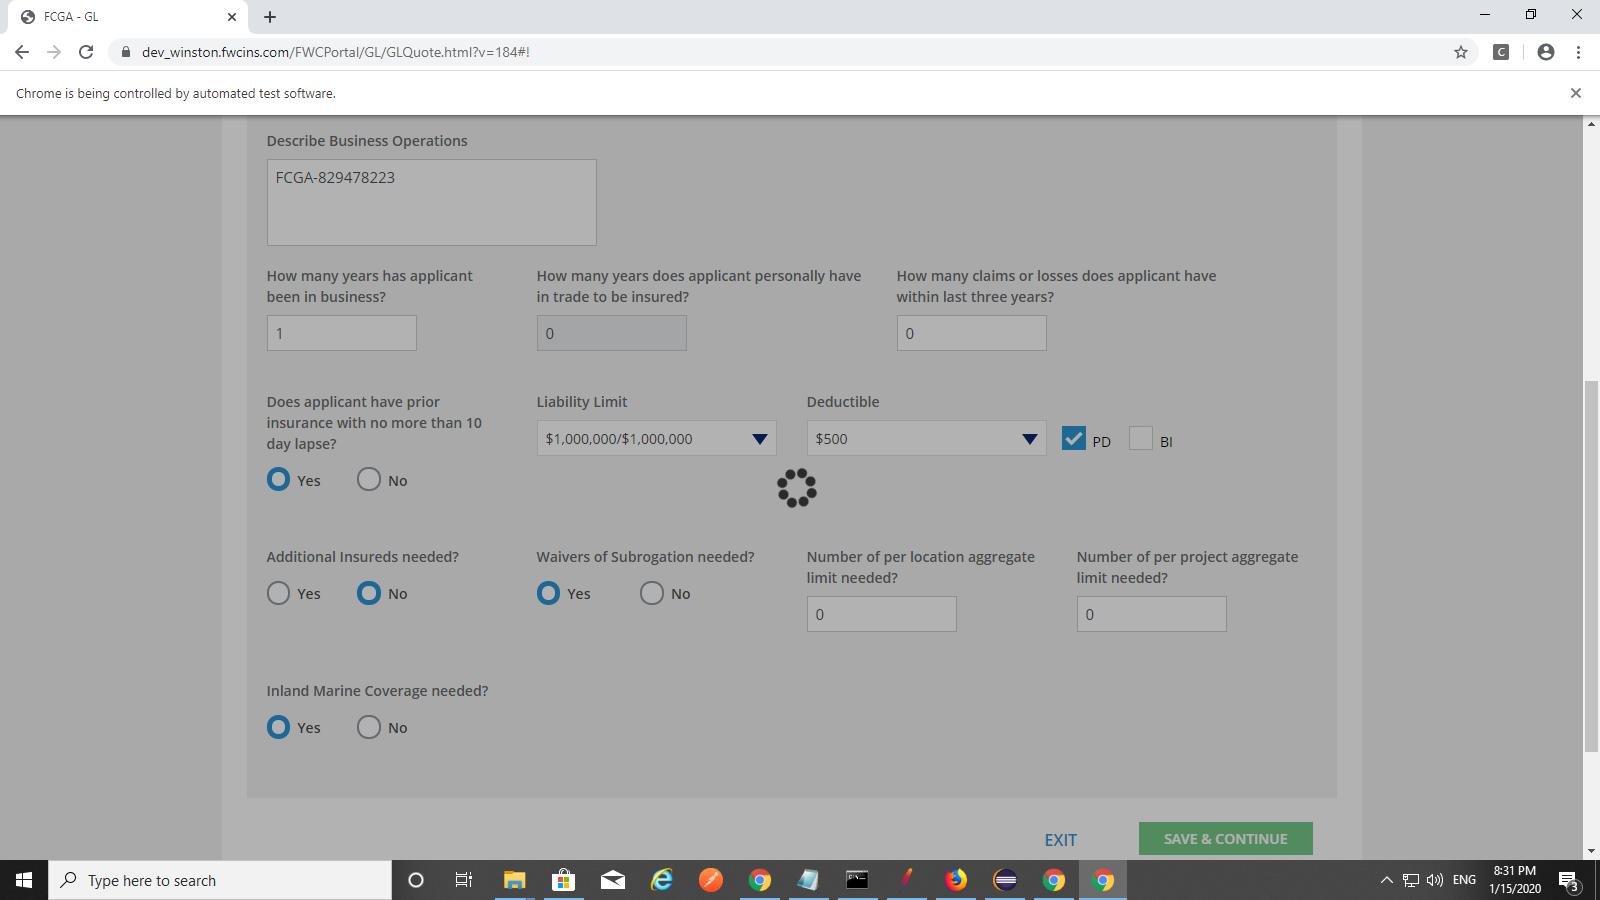 FCGA - GL
dev_winston.fwcins.com/FWCPortal/GL/GLQuote.html?v=184#!
C
Chrome is being controlled by automated test software.
Describe Business Operations
FCGA-829478223
How many years has applicant
been in business?
1
How many years does applicant personally have
in trade to be insured?
0
How many claims or losses does applicant have
within last three years?
0
Does applicant have prior
insurance with no more than 10
day lapse?
Yes No
Liability Limit
$1,000,000/$1,000,000
Deductible
$500
PD BI
Additional Insureds needed?
Yes No
Waivers of Subrogation needed?
Yes No
Number of per location aggregate
limit needed?
0
Number of per project aggregate
limit needed?
0
Inland Marine Coverage needed?
Yes No
EXIT SAVE & CONTINUE
Type here to search
ENG
8:31 PM
1/15/2020
3